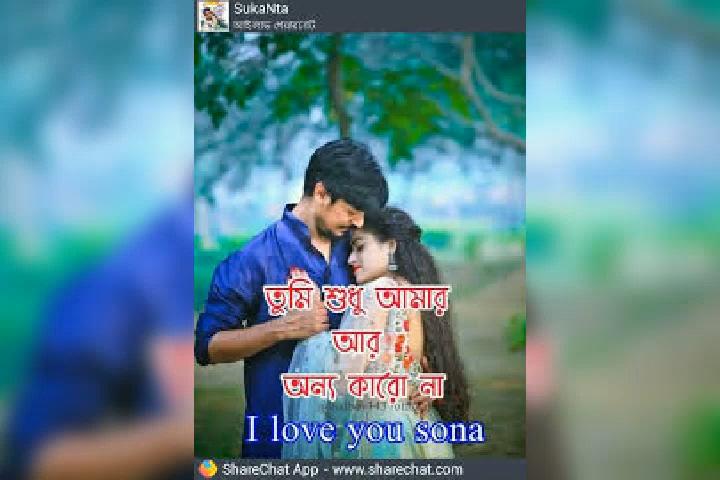 SukaNta
তুমি শুধু আমার
আর
অন্য কারো না
I love you sona
ShareChat App - www.sharechat.com